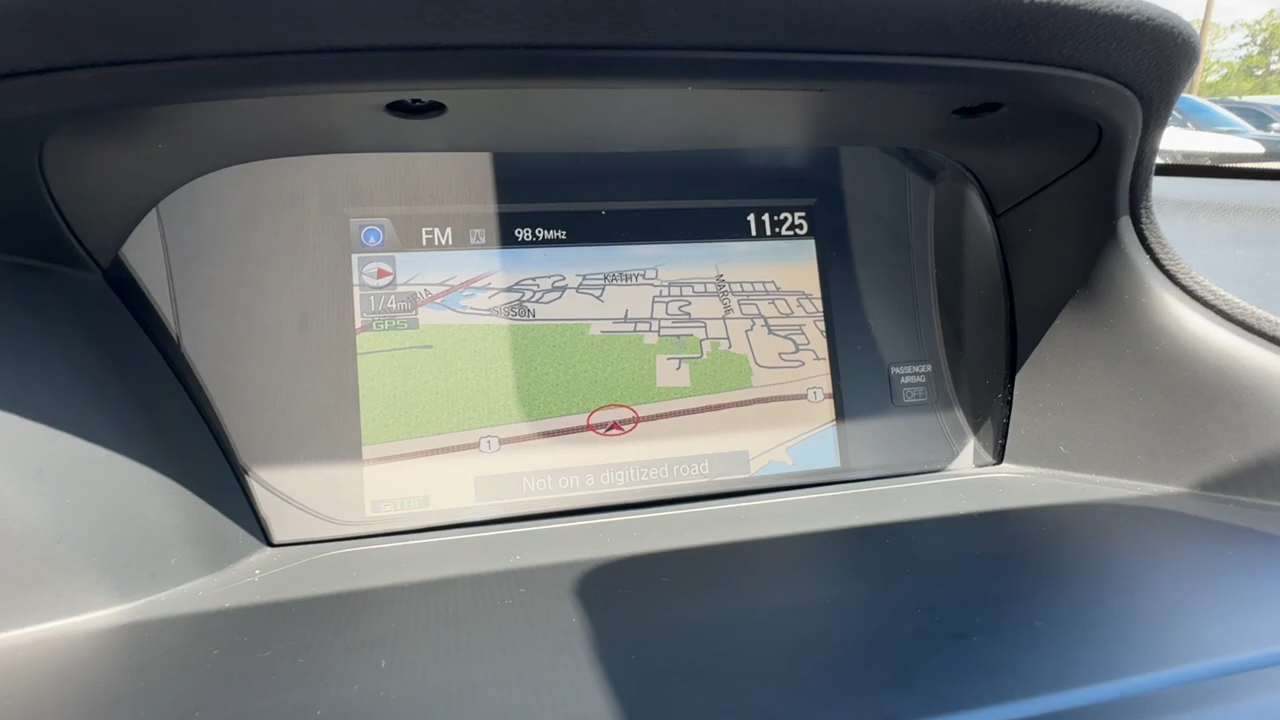 FM 98.9MHz 11:25
KATHY
MARGIE
1/4mi
SISSON
GPS
PASSENGER
AIRBAG
OFF
1
1
Not on a digitized road